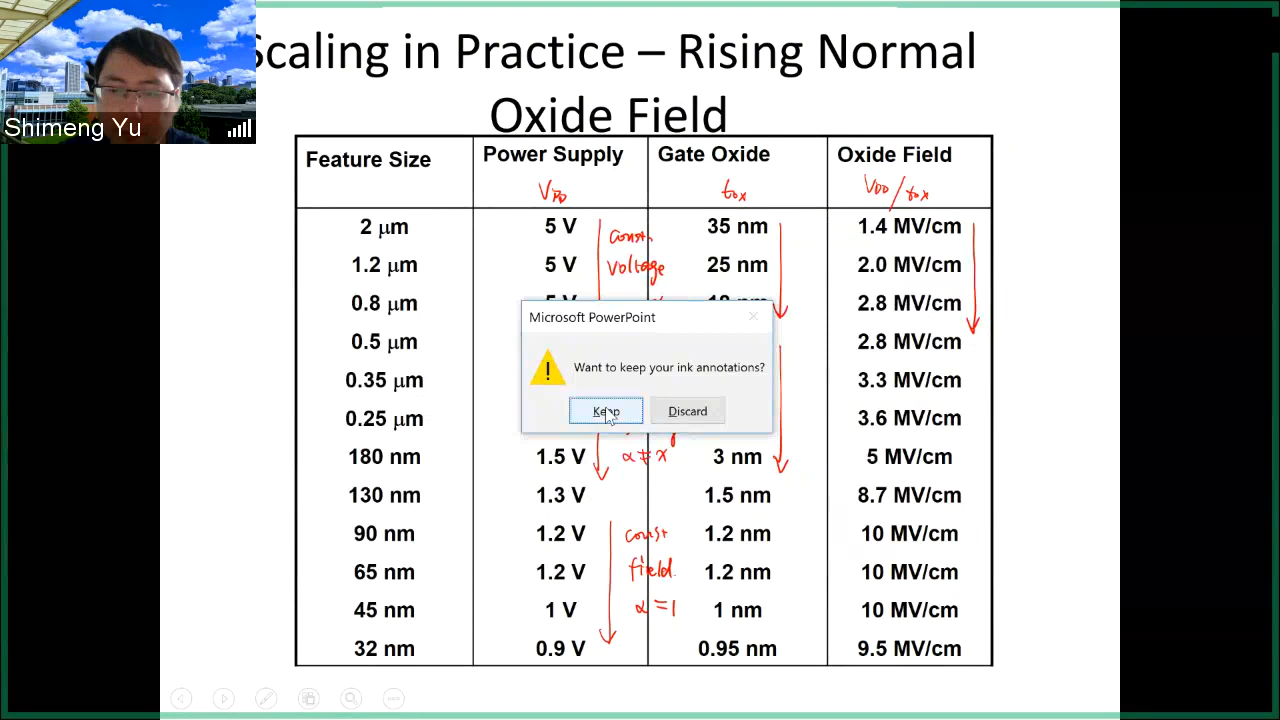 Scaling in Practice – Rising Normal
Oxide Field
Shimeng Yu
Feature Size Power Supply Gate Oxide Oxide Field
VDD tox VDD/tox
2 μm 5 V 35 nm 1.4 MV/cm
const.
1.2 μm 5 V voltage 25 nm 2.0 MV/cm
0.8 μm 5 V 18 nm 2.8 MV/cm
Microsoft PowerPoint
0.5 μm 2.8 MV/cm
Want to keep your ink annotations?
0.35 μm 3.3 MV/cm
Keep Discard
0.25 μm 3.6 MV/cm
180 nm 1.5 V α ≠ x 3 nm 5 MV/cm
130 nm 1.3 V 1.5 nm 8.7 MV/cm
90 nm 1.2 V const 1.2 nm 10 MV/cm
65 nm 1.2 V field. 1.2 nm 10 MV/cm
45 nm 1 V α =1 1 nm 10 MV/cm
32 nm 0.9 V 0.95 nm 9.5 MV/cm